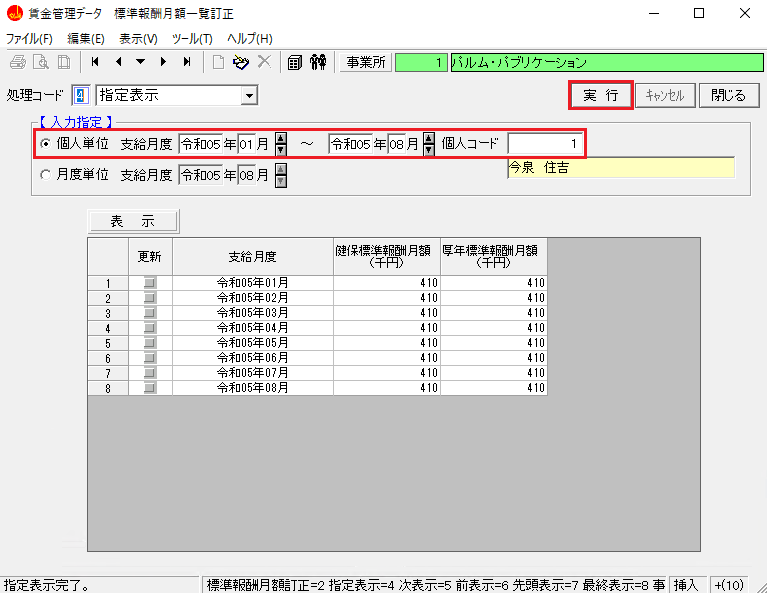 賃金管理データ 標準報酬月額一覧訂正
ファイル(F) 編集(E) 表示(V) ツール(T) ヘルプ(H)
事業所 1 パルム・パブリケーション
処理コード 4 指定表示 実 行 キャンセル 閉じる
【 入力指定 】
個人単位 支給月度 令和05 年 01 月 ～ 令和05 年 08 月 個人コード 1
今泉 住吉
月度単位 支給月度 令和05 年 08 月
表 示
更新 支給月度 健保標準報酬月額（千円） 厚年標準報酬月額（千円）
1 令和05年01月 410 410
2 令和05年02月 410 410
3 令和05年03月 410 410
4 令和05年04月 410 410
5 令和05年05月 410 410
6 令和05年06月 410 410
7 令和05年07月 410 410
8 令和05年08月 410 410
指定表示完了。 標準報酬月額訂正=2 指定表示=4 次表示=5 前表示=6 先頭表示=7 最終表示=8 事 挿入 +(10)